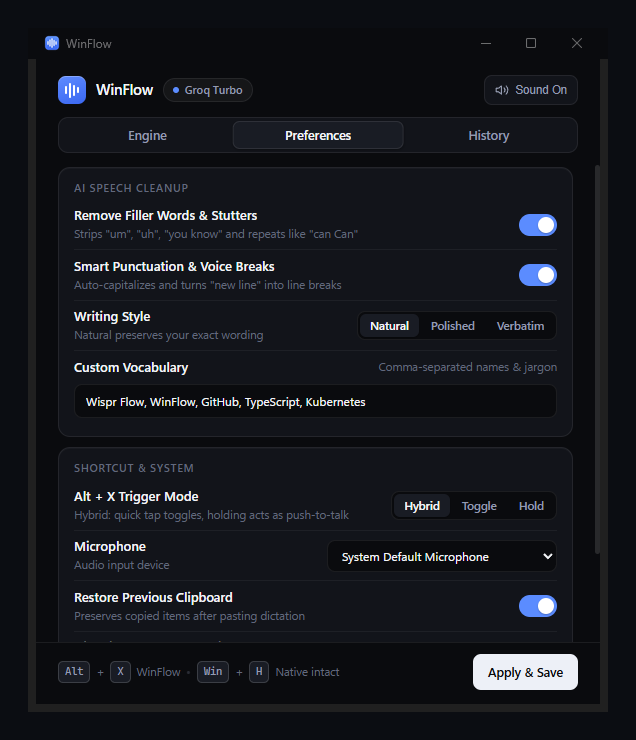 WinFlow
WinFlow Groq Turbo Sound On
Engine Preferences History
AI SPEECH CLEANUP
Remove Filler Words & Stutters
Strips "um", "uh", "you know" and repeats like "can Can"
Smart Punctuation & Voice Breaks
Auto-capitalizes and turns "new line" into line breaks
Writing Style
Natural preserves your exact wording
Natural Polished Verbatim
Custom Vocabulary Comma-separated names & jargon
Wispr Flow, WinFlow, GitHub, TypeScript, Kubernetes
SHORTCUT & SYSTEM
Alt + X Trigger Mode
Hybrid: quick tap toggles, holding acts as push-to-talk
Hybrid Toggle Hold
Microphone
Audio input device
System Default Microphone
Restore Previous Clipboard
Preserves copied items after pasting dictation
Alt + X WinFlow • Win + H Native intact
Apply & Save